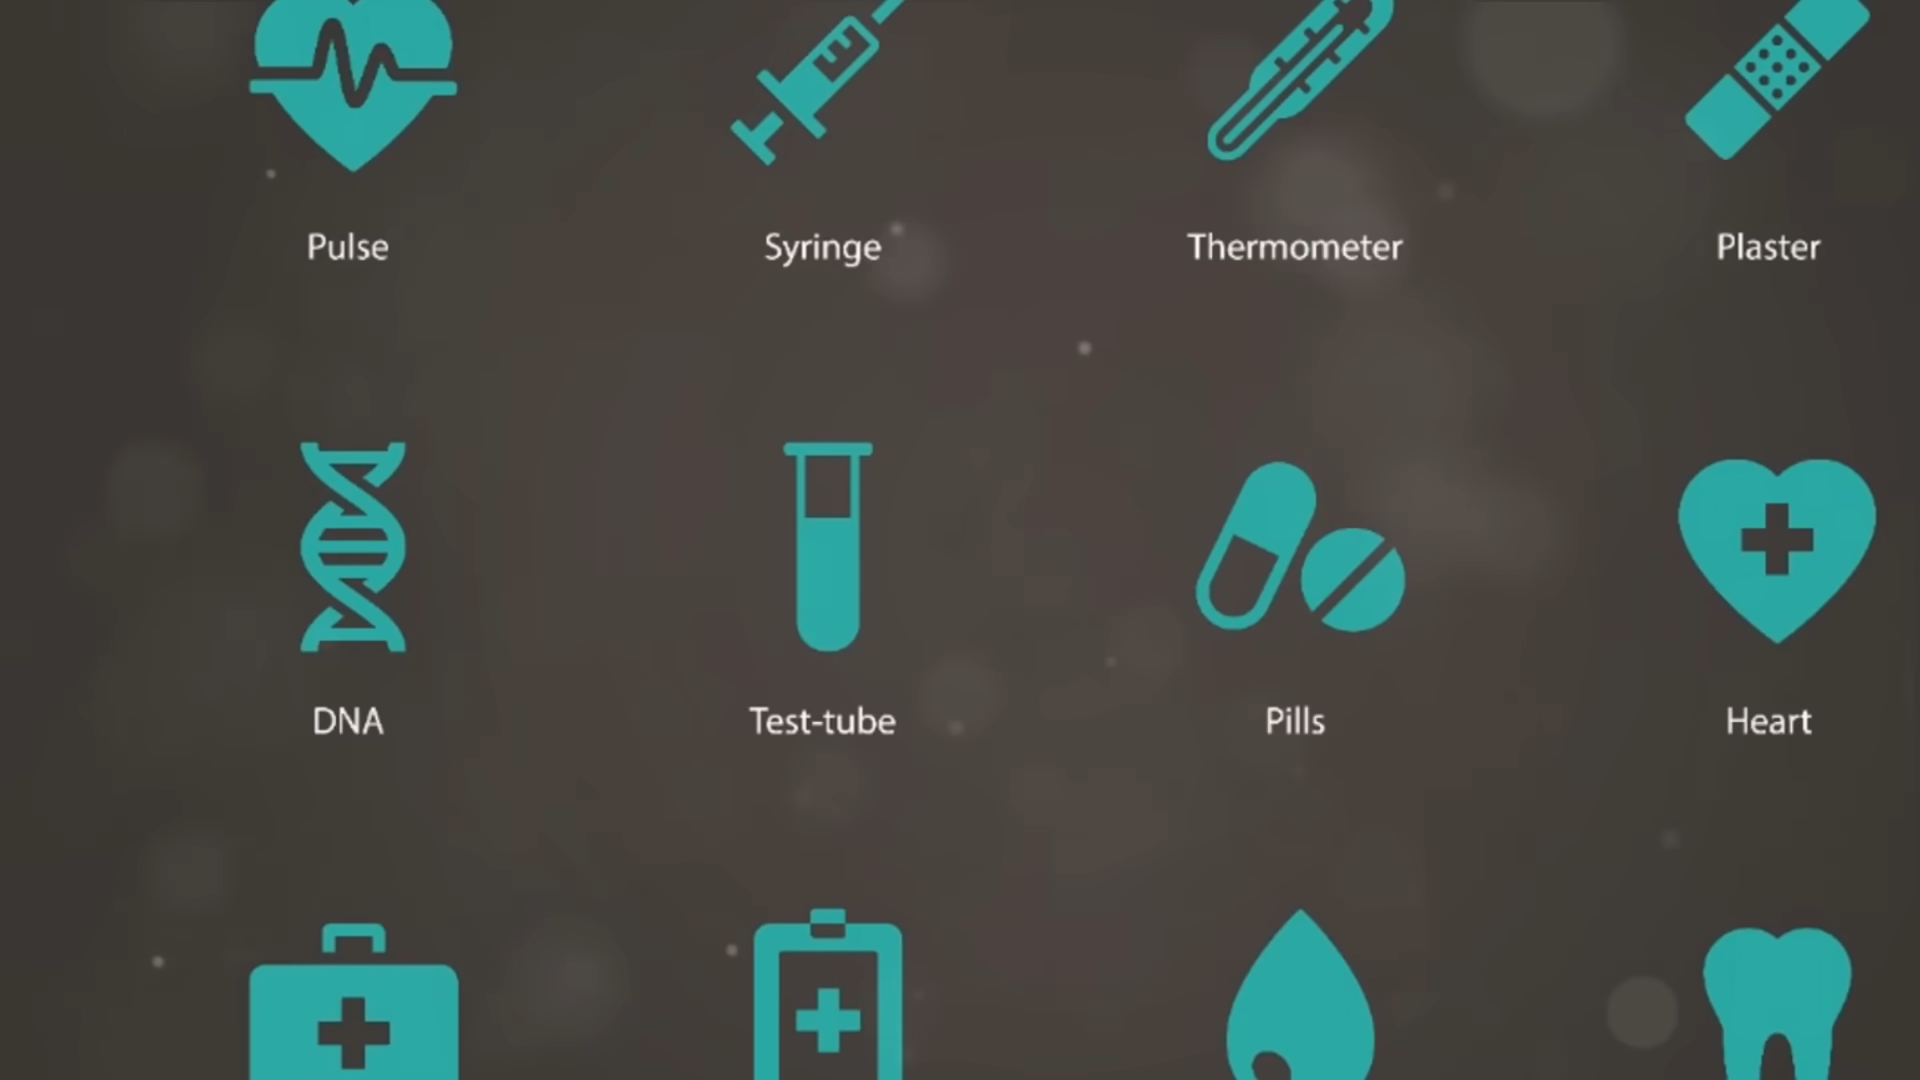 Pulse
Syringe
Thermometer
Plaster
DNA
Test-tube
Pills
Heart